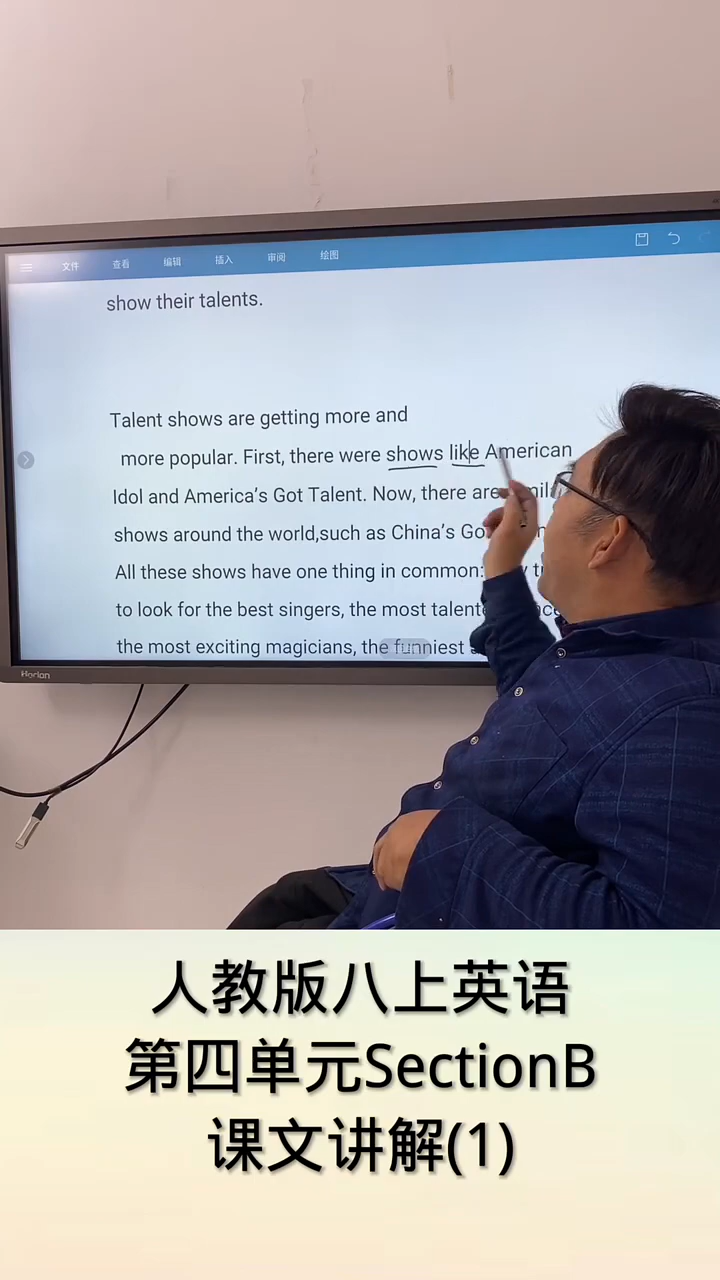 文件 查看 编辑 插入 审阅 绘图
show their talents.
Talent shows are getting more and
more popular. First, there were shows like American
Idol and America's Got Talent. Now, there are
shows around the world,such as China's
All these shows have one thing in common:
to look for the best singers, the most
the most exciting magicians, the funniest
Horion
人教版八上英语
第四单元SectionB
课文讲解(1)